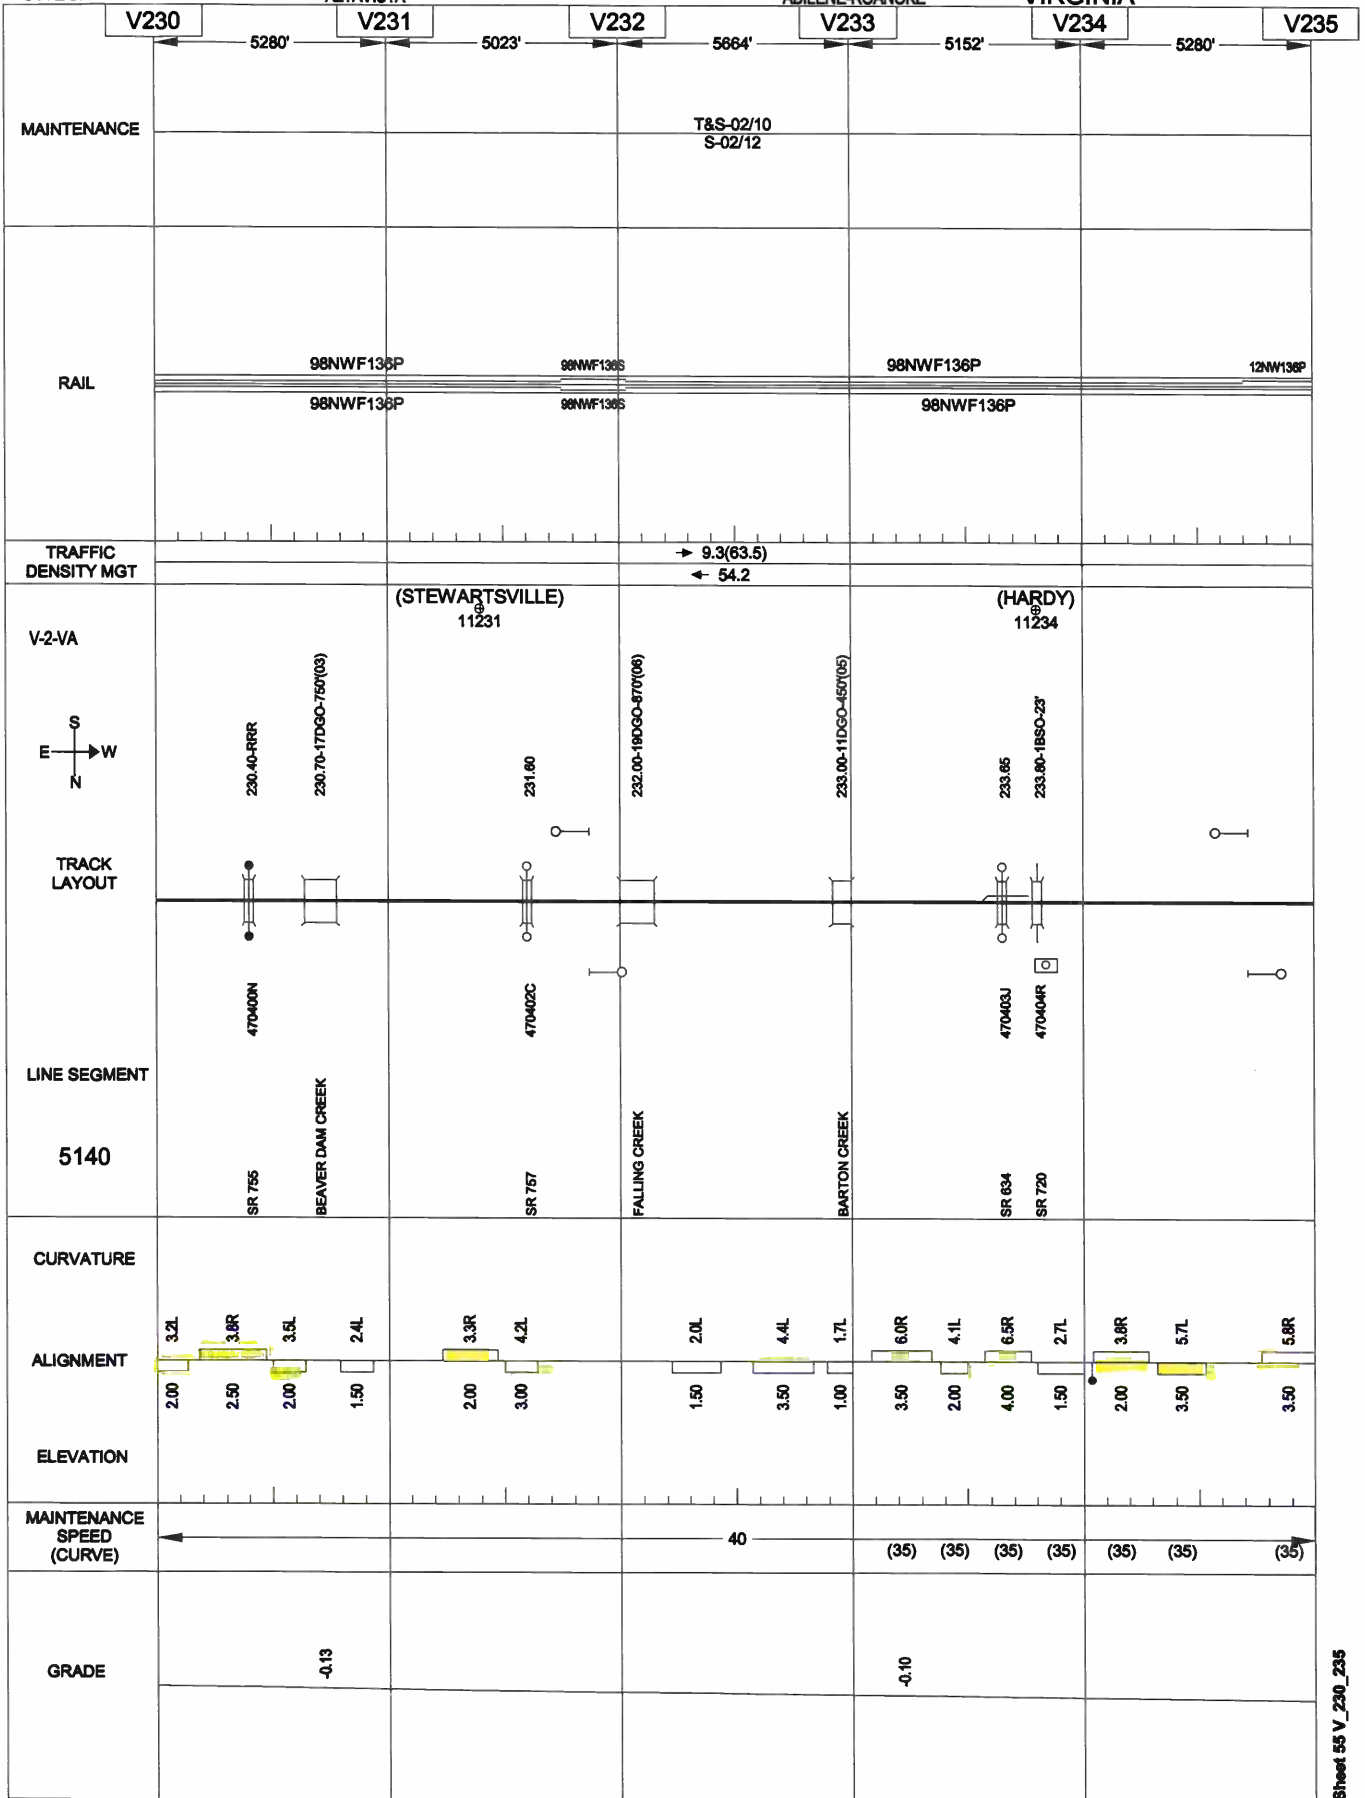 VIRGINIA
V230 V231 V232 V233 V234 V235
5280' 5023' 5664' 5152' 5280'
MAINTENANCE
T&S-02/10
S-02/12
RAIL
98NWF136P 98NWF136S 98NWF136P 12NW136P
98NWF136P 98NWF136S 98NWF136P
TRAFFIC
DENSITY MGT
→ 9.3(63.5)
← 54.2
V-2-VA
(STEWARTSVILLE)
11231
(HARDY)
11234
S
E W
N
230.40-RRR
230.70-17DGO-750'(03)
231.60
232.00-19DGO-870'(06)
233.00-11DGO-450'(05)
233.65
233.80-1BSO-23'
TRACK
LAYOUT
470400N
470402C
470403J
470404R
LINE SEGMENT
5140
SR 755
BEAVER DAM CREEK
SR 757
FALLING CREEK
BARTON CREEK
SR 634
SR 720
CURVATURE
3.2L 3.8R 3.5L 2.4L 3.3R 4.2L 2.0L 4.4L 1.7L 6.0R 4.1L 6.5R 2.7L 3.8R 5.7L 5.8R
ALIGNMENT
2.00 2.50 2.00 1.50 2.00 3.00 1.50 3.50 1.00 3.50 2.00 4.00 1.50 2.00 3.50 3.50
ELEVATION
MAINTENANCE
SPEED
(CURVE)
40
(35) (35) (35) (35) (35) (35) (35)
GRADE
-0.13
-0.10
Sheet 55 V_230_235